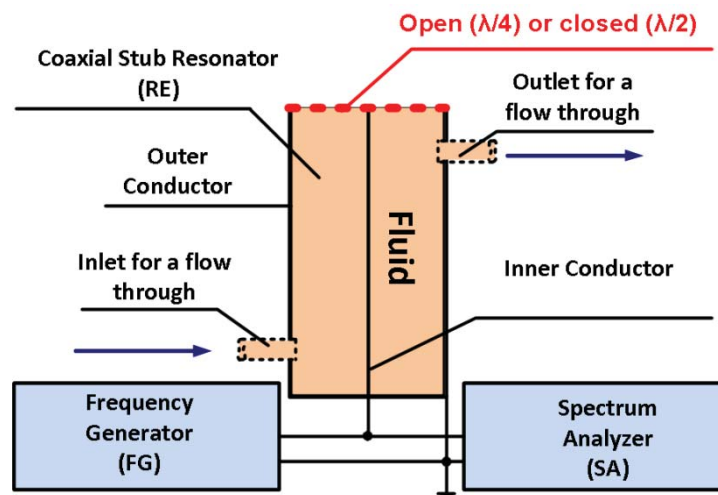 Open (λ/4) or closed (λ/2)
Coaxial Stub Resonator
(RE)
Outlet for a
flow through
Outer
Conductor
Fluid
Inlet for a flow
through
Inner Conductor
Frequency
Generator
(FG)
Spectrum
Analyzer
(SA)